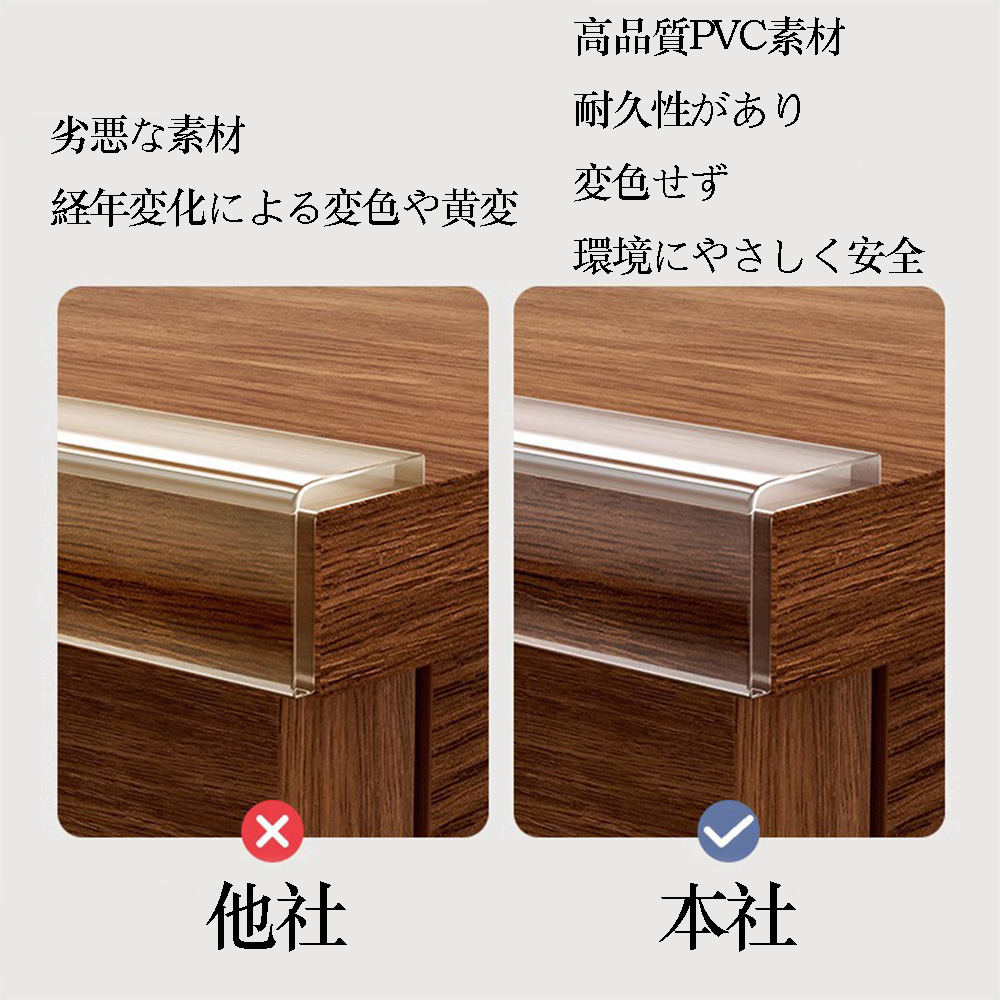 劣悪な素材
経年変化による変色や黄変
高品質PVC素材
耐久性があり
変色せず
環境にやさしく安全
他社
本社